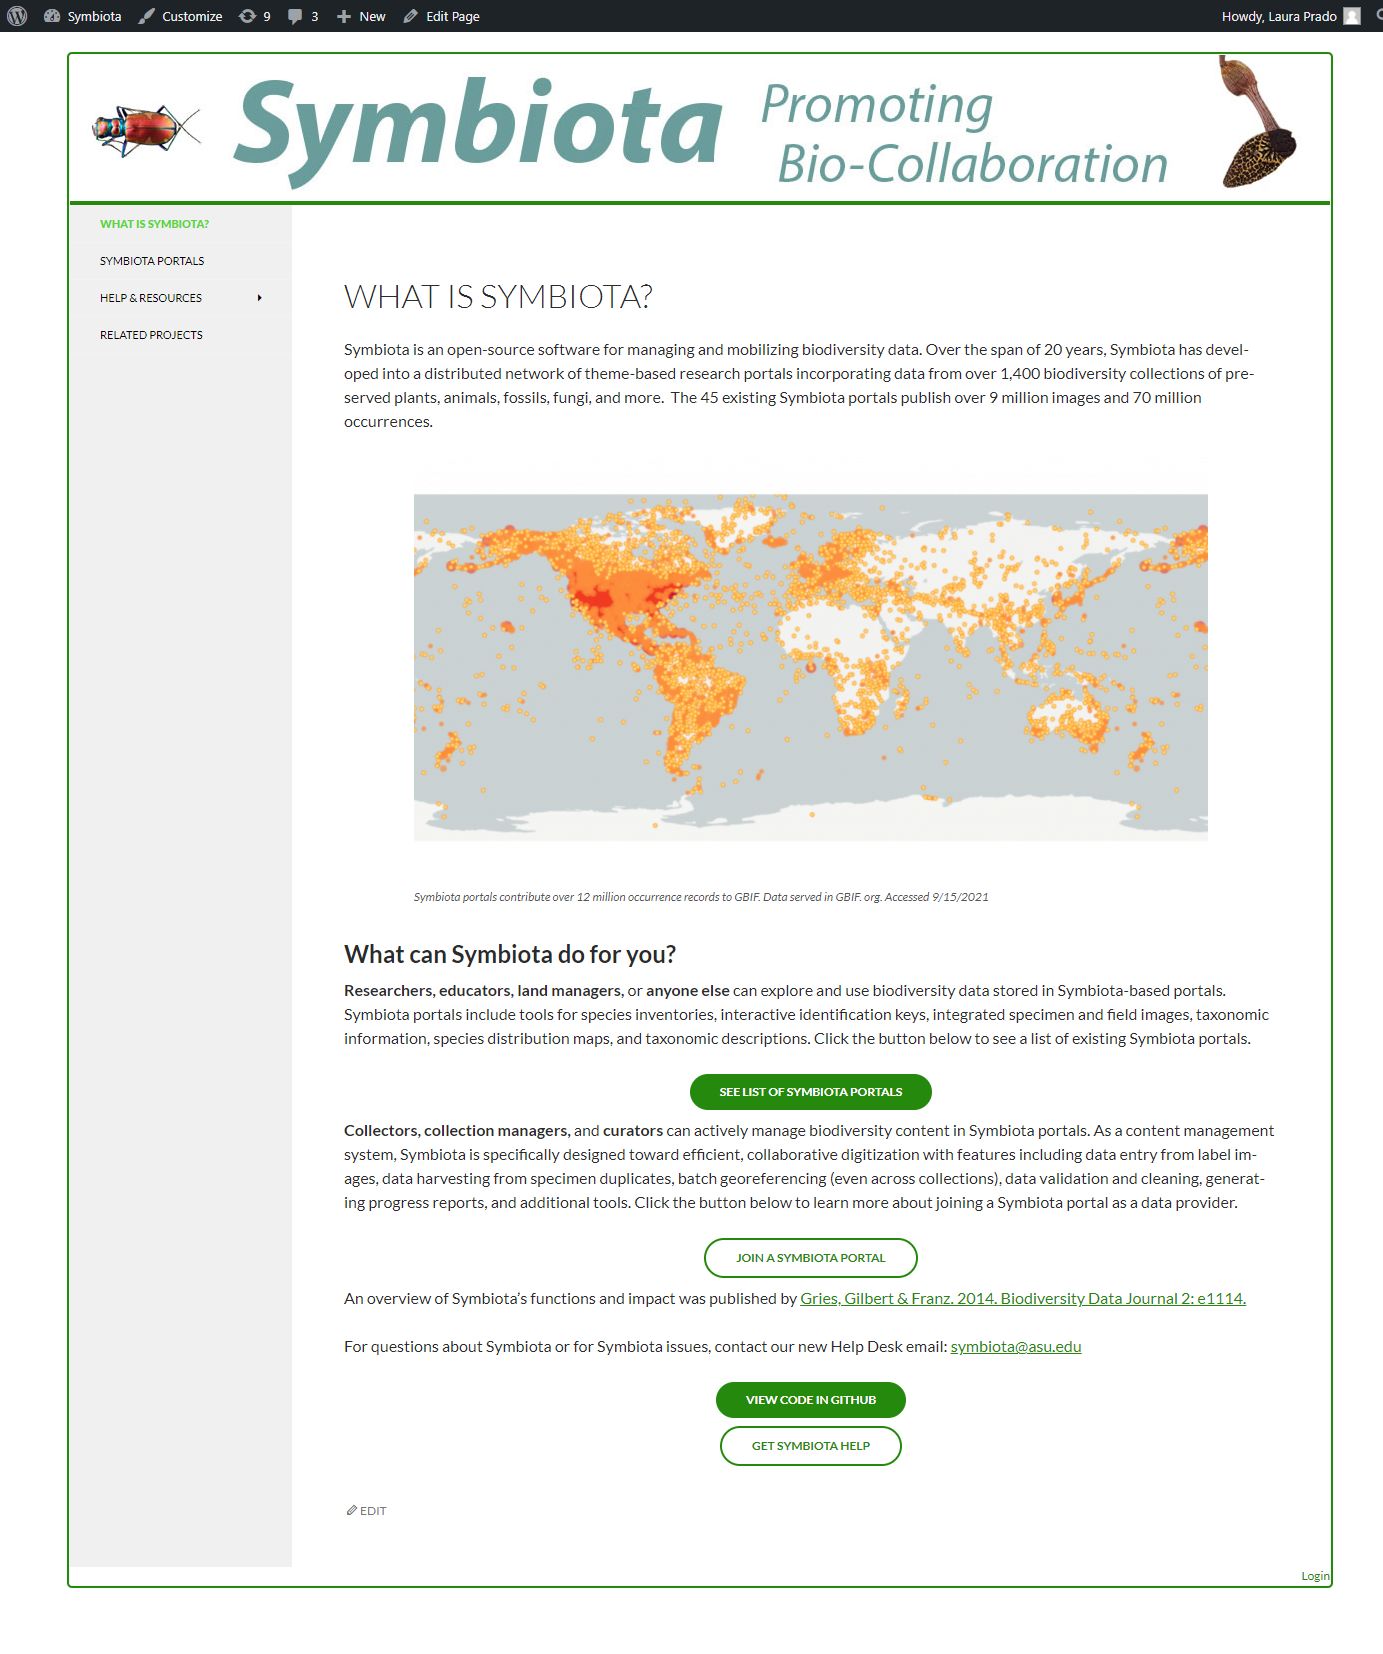 Symbiota Customize 9 3 New Edit Page Howdy, Laura Prado
Symbiota
Promoting
Bio-Collaboration
WHAT IS SYMBIOTA?
SYMBIOTA PORTALS
HELP & RESOURCES
RELATED PROJECTS
WHAT IS SYMBIOTA?
Symbiota is an open-source software for managing and mobilizing biodiversity data. Over the span of 20 years, Symbiota has devel-
oped into a distributed network of theme-based research portals incorporating data from over 1,400 biodiversity collections of pre-
served plants, animals, fossils, fungi, and more.  The 45 existing Symbiota portals publish over 9 million images and 70 million
occurrences.
Symbiota portals contribute over 12 million occurrence records to GBIF. Data served in GBIF. org. Accessed 9/15/2021
What can Symbiota do for you?
Researchers, educators, land managers, or anyone else can explore and use biodiversity data stored in Symbiota-based portals.
Symbiota portals include tools for species inventories, interactive identification keys, integrated specimen and field images, taxonomic
information, species distribution maps, and taxonomic descriptions. Click the button below to see a list of existing Symbiota portals.
SEE LIST OF SYMBIOTA PORTALS
Collectors, collection managers, and curators can actively manage biodiversity content in Symbiota portals. As a content management
system, Symbiota is specifically designed toward efficient, collaborative digitization with features including data entry from label im-
ages, data harvesting from specimen duplicates, batch georeferencing (even across collections), data validation and cleaning, generat-
ing progress reports, and additional tools. Click the button below to learn more about joining a Symbiota portal as a data provider.
JOIN A SYMBIOTA PORTAL
An overview of Symbiota’s functions and impact was published by Gries, Gilbert & Franz. 2014. Biodiversity Data Journal 2: e1114.
For questions about Symbiota or for Symbiota issues, contact our new Help Desk email: symbiota@asu.edu
VIEW CODE IN GITHUB
GET SYMBIOTA HELP
EDIT
Login